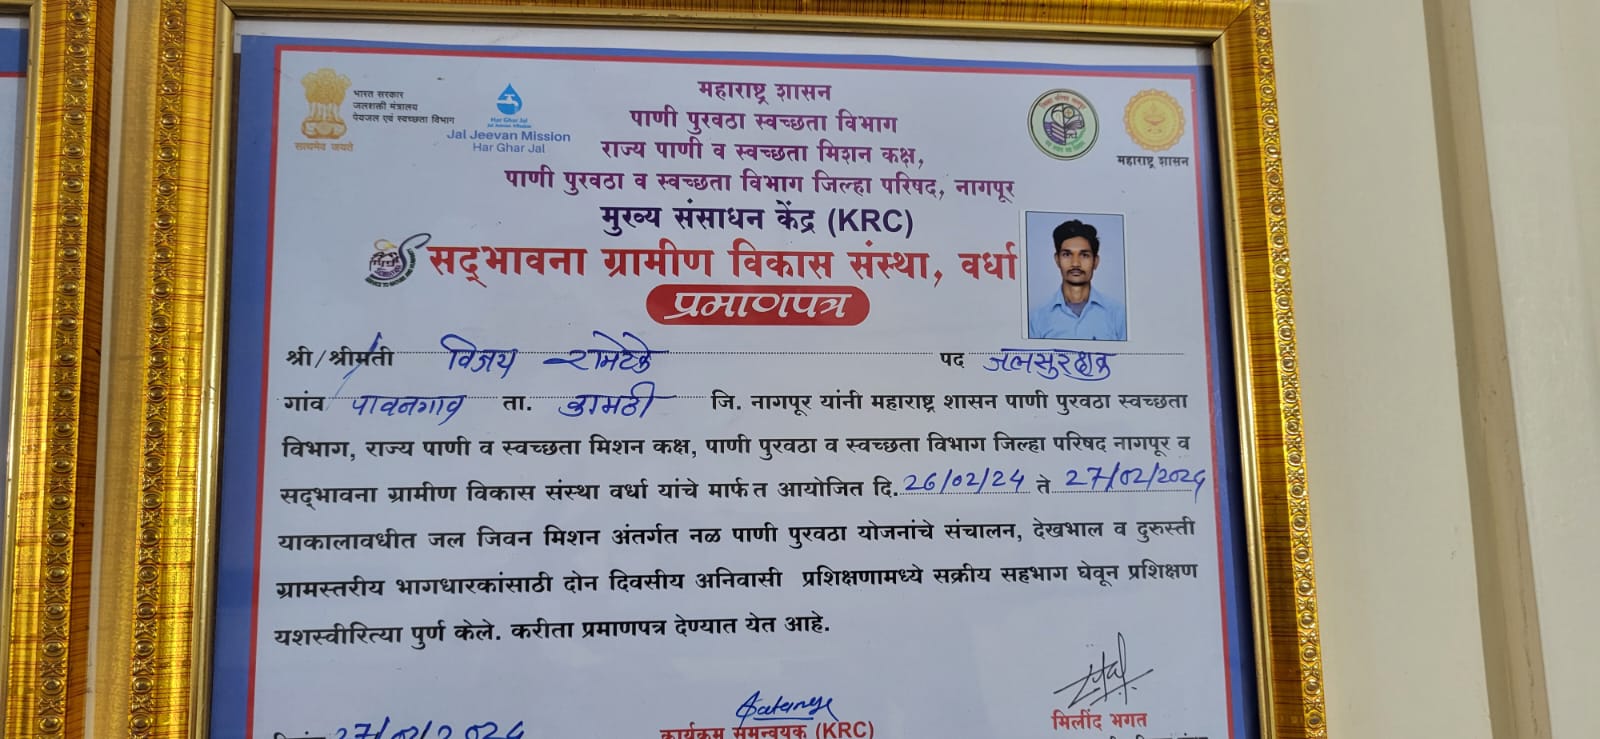 भारत सरकार
जलशक्ती मंत्रालय
पेयजल एवं स्वच्छता विभाग
सत्यमेव जयते
Har Ghar Jal
Jal Jeevan Mission
Jal Jeevan Mission
Har Ghar Jal
महाराष्ट्र शासन
पाणी पुरवठा स्वच्छता विभाग
राज्य पाणी व स्वच्छता मिशन कक्ष,
पाणी पुरवठा व स्वच्छता विभाग जिल्हा परिषद, नागपूर
महाराष्ट्र शासन
मुख्य संसाधन केंद्र (KRC)
सद्भावना ग्रामीण विकास संस्था, वर्धा
प्रमाणपत्र
श्री/श्रीमती विजय रामटेके पद जलसुरक्षक
गांव पावनगाव ता. कामठी जि. नागपूर यांनी महाराष्ट्र शासन पाणी पुरवठा स्वच्छता
विभाग, राज्य पाणी व स्वच्छता मिशन कक्ष, पाणी पुरवठा व स्वच्छता विभाग जिल्हा परिषद नागपूर व
सद्भावना ग्रामीण विकास संस्था वर्धा यांचे मार्फत आयोजित दि. 26/02/24 ते 27/02/2024
याकालावधीत जल जिवन मिशन अंतर्गत नळ पाणी पुरवठा योजनांचे संचालन, देखभाल व दुरुस्ती
ग्रामस्तरीय भागधारकांसाठी दोन दिवसीय अनिवासी प्रशिक्षणामध्ये सक्रीय सहभाग घेवून प्रशिक्षण
यशस्वीरित्या पुर्ण केले. करीता प्रमाणपत्र देण्यात येत आहे.
मिलींद भगत
27/02/2024 कार्यक्रम समन्वयक (KRC)